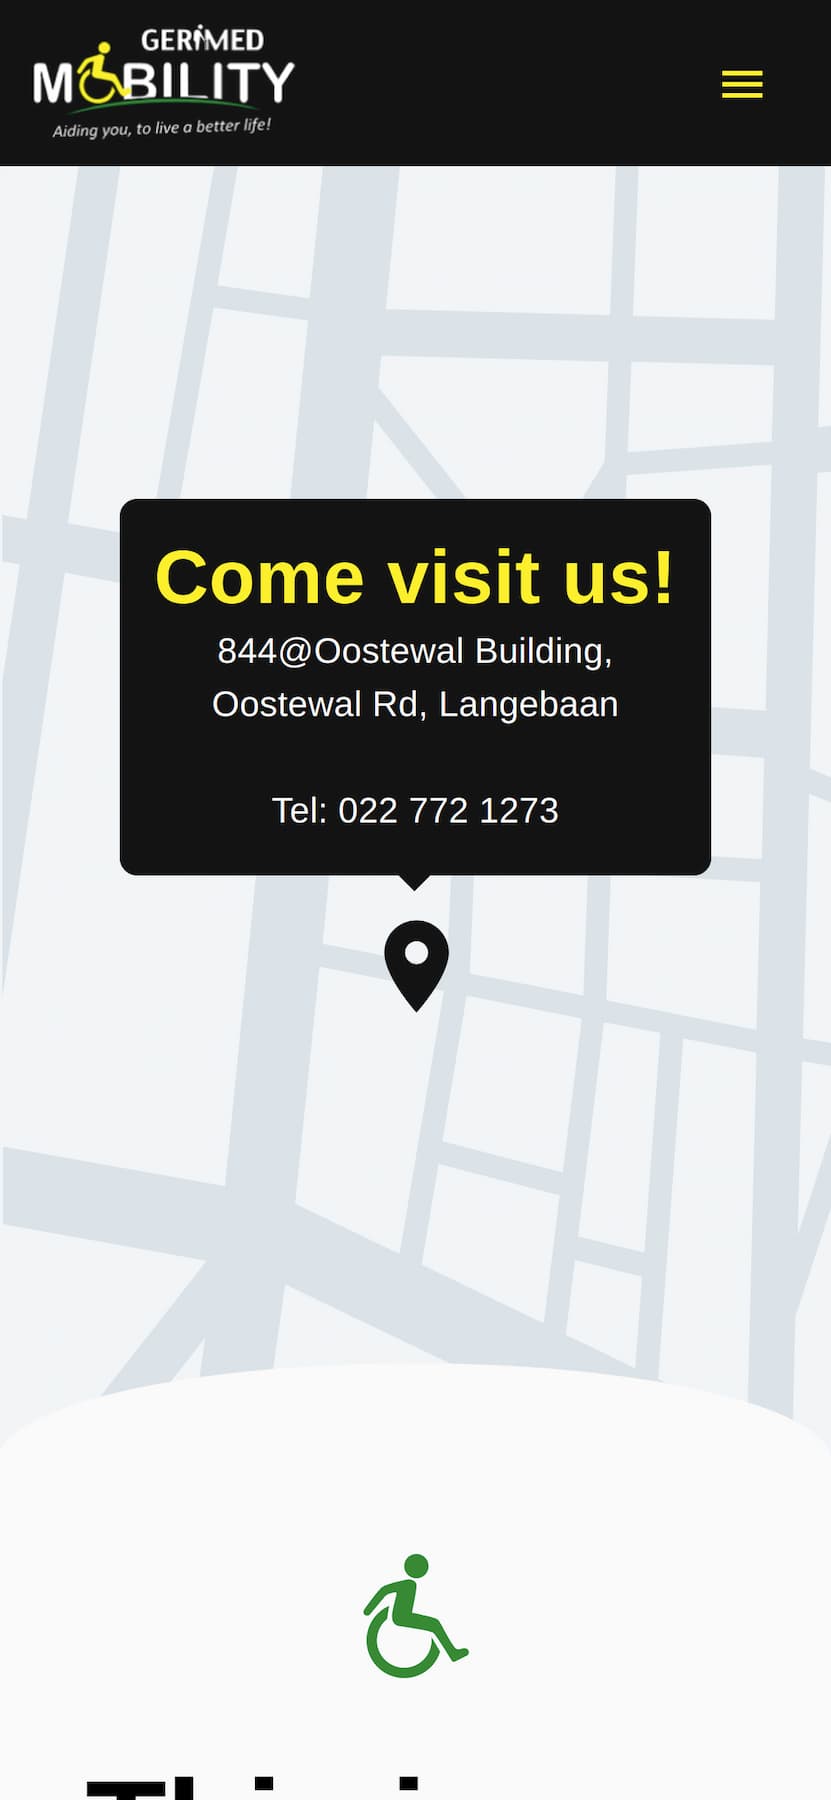 GERIMED
MOBILITY
Aiding you, to live a better life!
Come visit us!
844@Oostewal Building,
Oostewal Rd, Langebaan
Tel: 022 772 1273